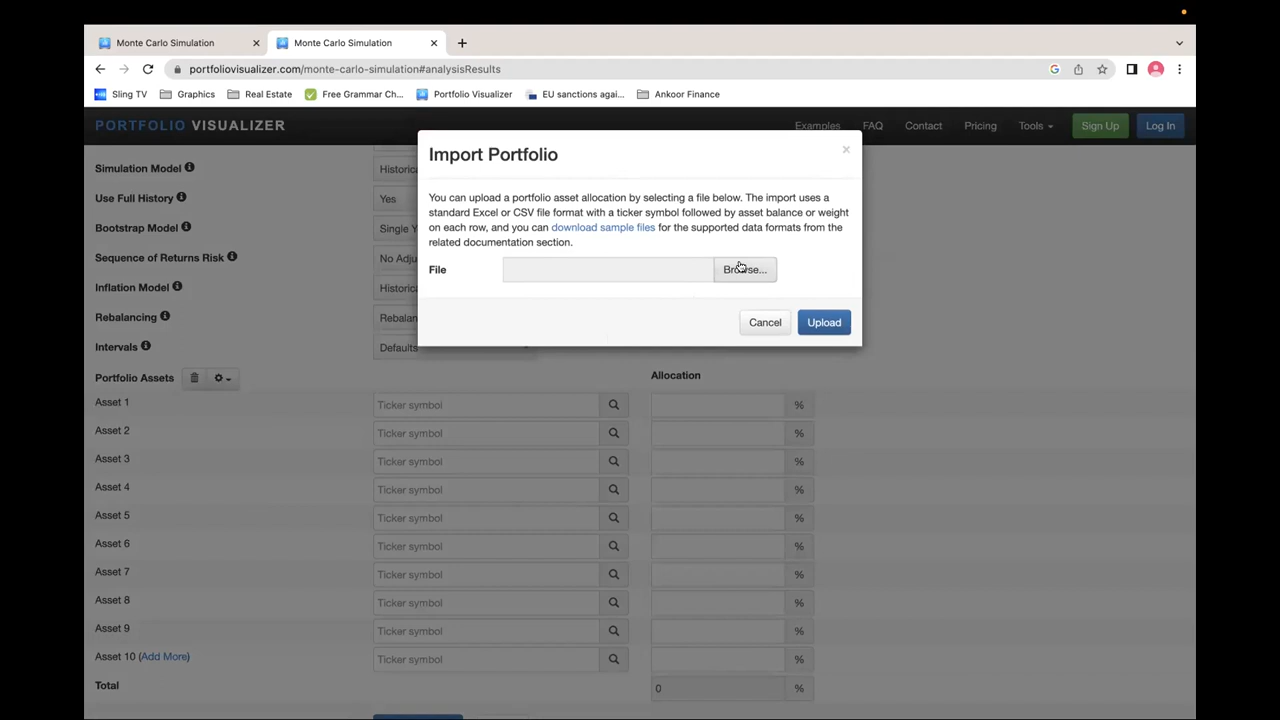 Monte Carlo Simulation
Monte Carlo Simulation
portfoliovisualizer.com/monte-carlo-simulation#analysisResults
Sling TV
Graphics
Real Estate
Free Grammar Ch...
Portfolio Visualizer
EU sanctions agai...
Ankoor Finance
PORTFOLIO VISUALIZER
Examples
FAQ
Contact
Pricing
Tools
Sign Up
Log In
Import Portfolio
You can upload a portfolio asset allocation by selecting a file below. The import uses a
standard Excel or CSV file format with a ticker symbol followed by asset balance or weight
on each row, and you can download sample files for the supported data formats from the
related documentation section.
File
Browse...
Cancel
Upload
Simulation Model
Use Full History Yes
Bootstrap Model
Sequence of Returns Risk
Inflation Model
Rebalancing
Intervals Defaults
Portfolio Assets Allocation
Asset 1 Ticker symbol %
Asset 2 Ticker symbol %
Asset 3 Ticker symbol %
Asset 4 Ticker symbol %
Asset 5 Ticker symbol %
Asset 6 Ticker symbol %
Asset 7 Ticker symbol %
Asset 8 Ticker symbol %
Asset 9 Ticker symbol %
Asset 10 (Add More) Ticker symbol %
Total 0 %